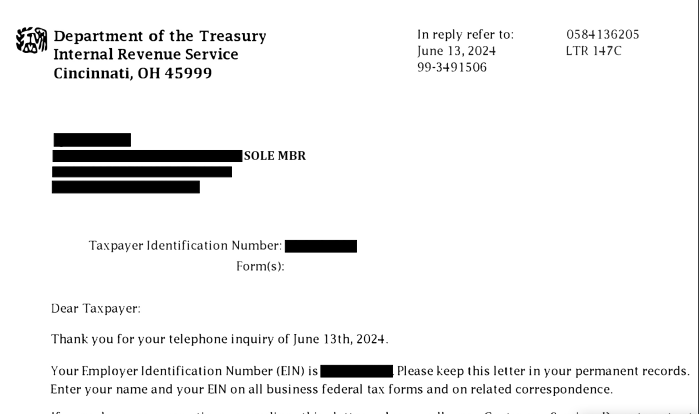 Department of the Treasury
Internal Revenue Service
Cincinnati, OH 45999
In reply refer to: 0584136205
June 13, 2024 LTR 147C
99-3491506
SOLE MBR
Taxpayer Identification Number:
Form(s):
Dear Taxpayer:
Thank you for your telephone inquiry of June 13th, 2024.
Your Employer Identification Number (EIN) is . Please keep this letter in your permanent records.
Enter your name and your EIN on all business federal tax forms and on related correspondence.